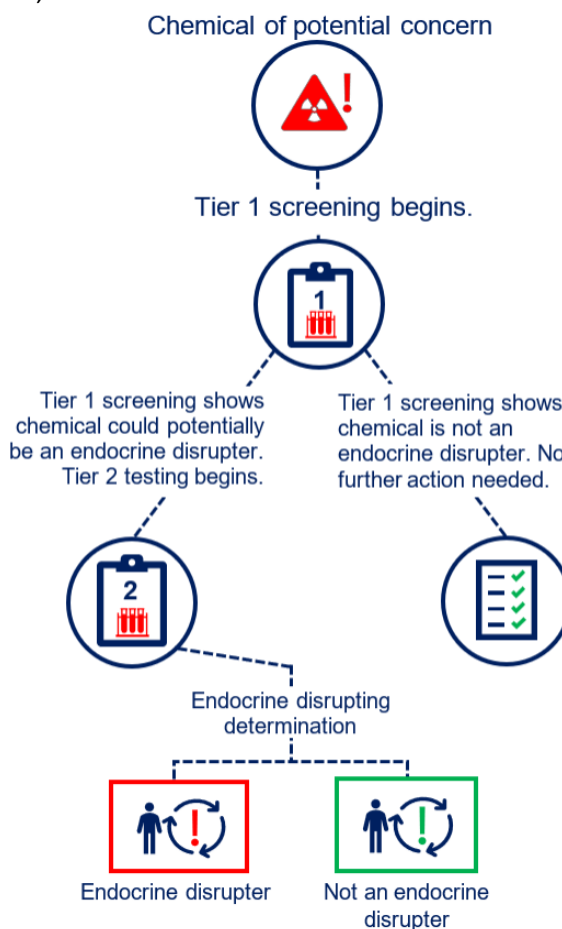 Chemical of potential concern
!
Tier 1 screening begins.
1
Tier 1 screening shows
chemical could potentially
be an endocrine disrupter.
Tier 2 testing begins.
Tier 1 screening shows
chemical is not an
endocrine disrupter. No
further action needed.
2
Endocrine disrupting
determination
!
!
Endocrine disrupter
Not an endocrine
disrupter